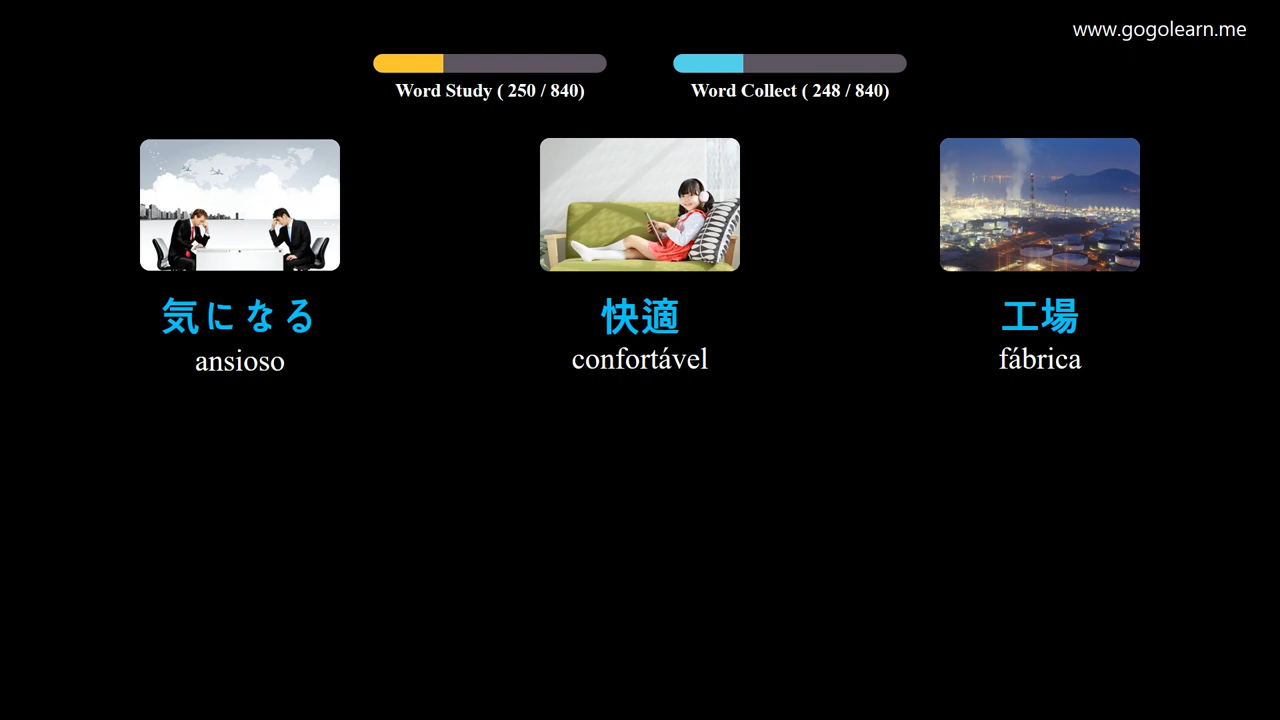 www.gogolearn.me
Word Study ( 250 / 840)
Word Collect ( 248 / 840)
気になる
ansioso
快適
confortável
工場
fábrica